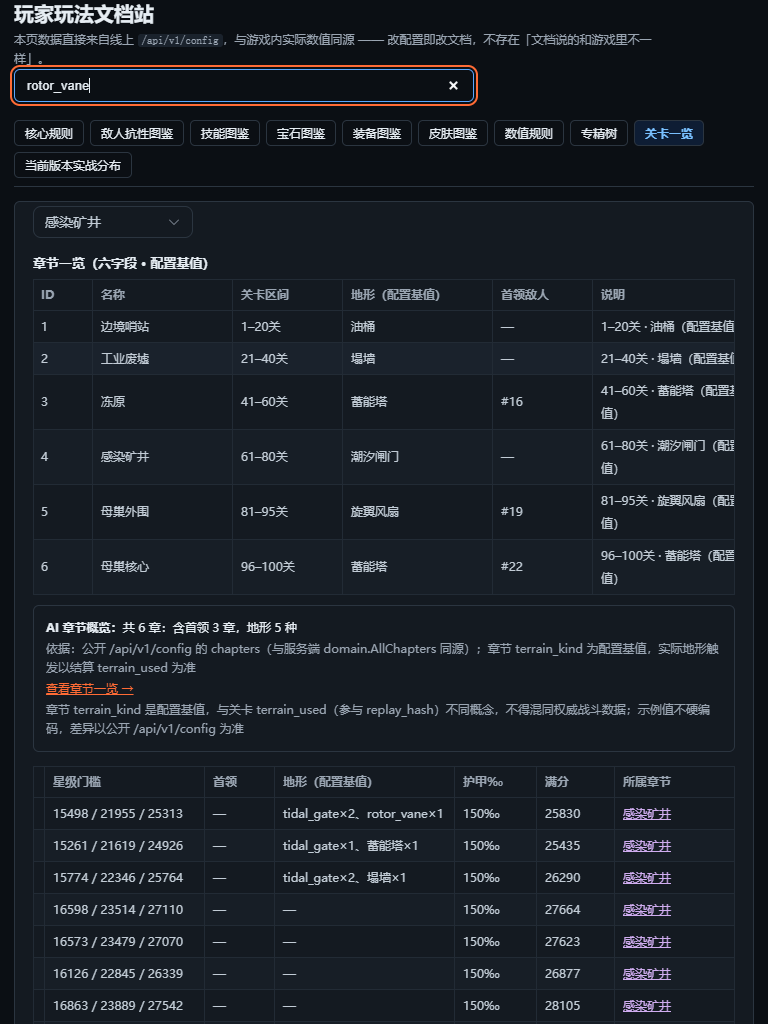 玩家玩法文档站
本页数据直接来自线上 /api/v1/config，与游戏内实际数值同源 —— 改配置即改文档，不存在「文档说的和游戏里不一
样」。
rotor_vane ×
核心规则 敌人抗性图鉴 技能图鉴 宝石图鉴 装备图鉴 皮肤图鉴 数值规则 专精树 关卡一览
当前版本实战分布
感染矿井
章节一览（六字段 • 配置基值）
ID 名称 关卡区间 地形（配置基值） 首领敌人 说明
1 边境哨站 1–20关 油桶 — 1–20关 · 油桶（配置基值
2 工业废墟 21–40关 塌墙 — 21–40关 · 塌墙（配置基值
3 冻原 41–60关 蓄能塔 #16 41–60关 · 蓄能塔（配置基
值）
4 感染矿井 61–80关 潮汐闸门 — 61–80关 · 潮汐闸门（配置
值）
5 母巢外围 81–95关 旋翼风扇 #19 81–95关 · 旋翼风扇（配置
值）
6 母巢核心 96–100关 蓄能塔 #22 96–100关 · 蓄能塔（配置
值）
AI 章节概览：共 6 章：含首领 3 章，地形 5 种
依据：公开 /api/v1/config 的 chapters（与服务端 domain.AllChapters 同源）；章节 terrain_kind 为配置基值，实际地形触
发以结算 terrain_used 为准
查看章节一览 →
章节 terrain_kind 是配置基值，与关卡 terrain_used（参与 replay_hash）不同概念，不得混同权威战斗数据；示例值不硬编
码，差异以公开 /api/v1/config 为准
星级门槛 首领 地形（配置基值） 护甲‰ 满分 所属章节
15498 / 21955 / 25313 — tidal_gate×2、rotor_vane×1 150‰ 25830 感染矿井
15261 / 21619 / 24926 — tidal_gate×1、蓄能塔×1 150‰ 25435 感染矿井
15774 / 22346 / 25764 — tidal_gate×2、塌墙×1 150‰ 26290 感染矿井
16598 / 23514 / 27110 — — 150‰ 27664 感染矿井
16573 / 23479 / 27070 — — 150‰ 27623 感染矿井
16126 / 22845 / 26339 — — 150‰ 26877 感染矿井
16863 / 23889 / 27542 — — 150‰ 28105 感染矿井